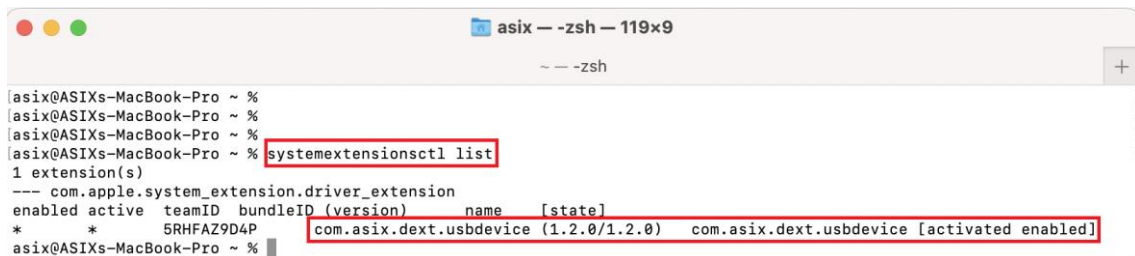 asix — -zsh — 119×9
~ — -zsh +
[asix@ASIXs-MacBook-Pro ~ %
[asix@ASIXs-MacBook-Pro ~ %
[asix@ASIXs-MacBook-Pro ~ %
[asix@ASIXs-MacBook-Pro ~ % systemextensionsctl list
1 extension(s)
--- com.apple.system_extension.driver_extension
enabled active teamID bundleID (version) name [state]
* * 5RHFAZ9D4P com.asix.dext.usbdevice (1.2.0/1.2.0) com.asix.dext.usbdevice [activated enabled]
asix@ASIXs-MacBook-Pro ~ %